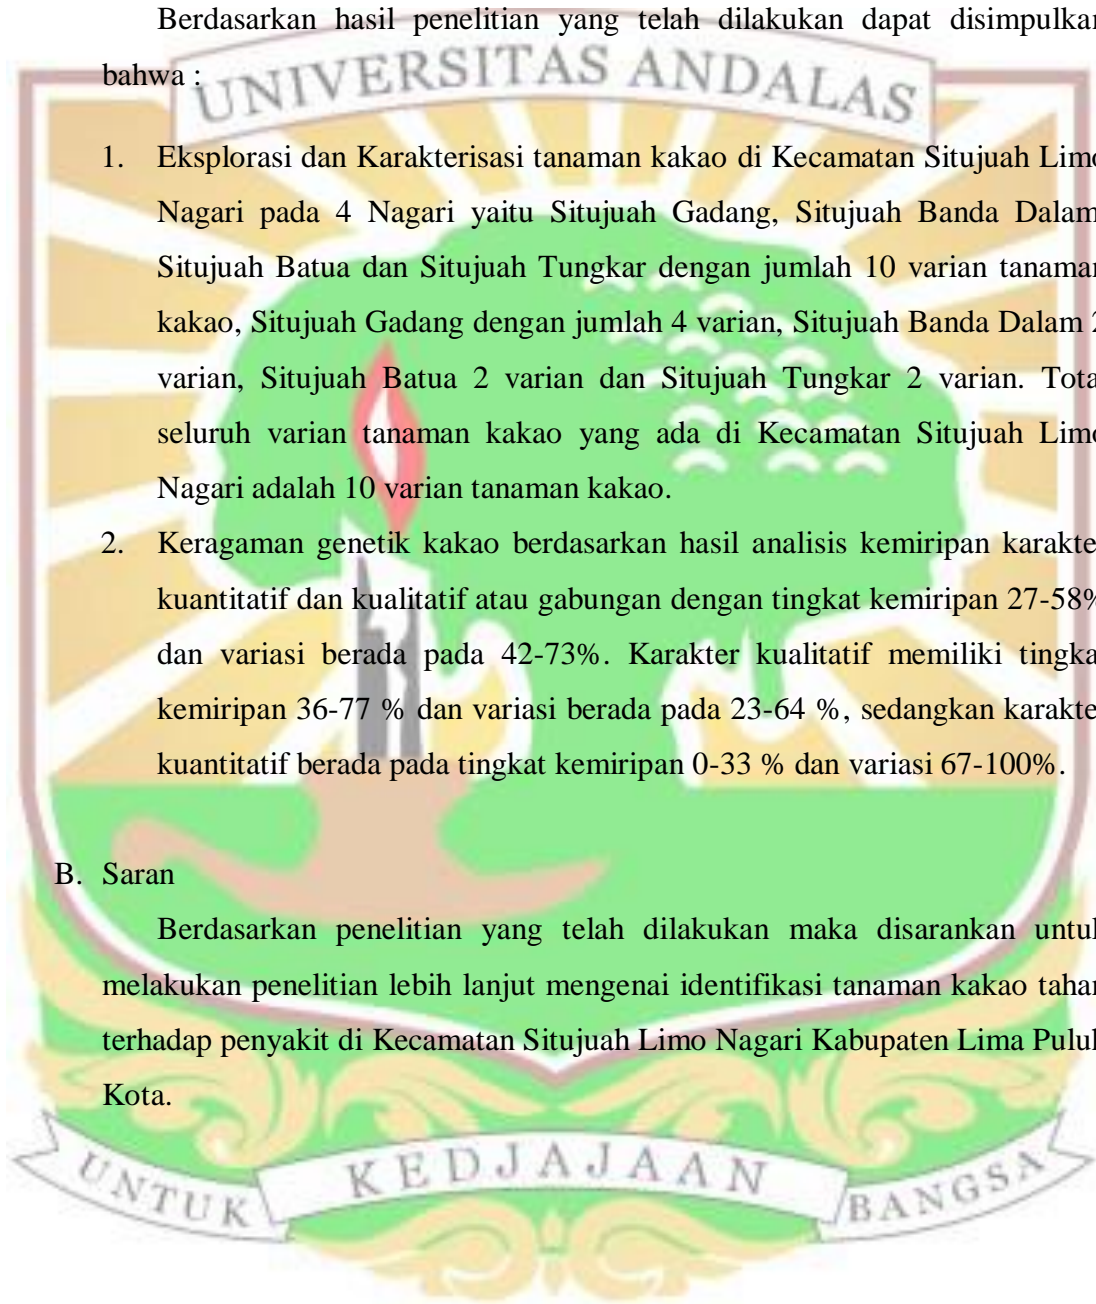 Berdasarkan hasil penelitian yang telah dilakukan dapat disimpulkan
bahwa :
UNIVERSITAS ANDALAS
1. Eksplorasi dan Karakterisasi tanaman kakao di Kecamatan Situjuah Limo
Nagari pada 4 Nagari yaitu Situjuah Gadang, Situjuah Banda Dalam
Situjuah Batua dan Situjuah Tungkar dengan jumlah 10 varian tanaman
kakao, Situjuah Gadang dengan jumlah 4 varian, Situjuah Banda Dalam 2
varian, Situjuah Batua 2 varian dan Situjuah Tungkar 2 varian. Tota
seluruh varian tanaman kakao yang ada di Kecamatan Situjuah Limo
Nagari adalah 10 varian tanaman kakao.
2. Keragaman genetik kakao berdasarkan hasil analisis kemiripan karakte
kuantitatif dan kualitatif atau gabungan dengan tingkat kemiripan 27-58%
dan variasi berada pada 42-73%. Karakter kualitatif memiliki tingka
kemiripan 36-77 % dan variasi berada pada 23-64 %, sedangkan karakte
kuantitatif berada pada tingkat kemiripan 0-33 % dan variasi 67-100%.
B. Saran
Berdasarkan penelitian yang telah dilakukan maka disarankan untuk
melakukan penelitian lebih lanjut mengenai identifikasi tanaman kakao tahan
terhadap penyakit di Kecamatan Situjuah Limo Nagari Kabupaten Lima Puluh
Kota.
UNTUK KEDJAJAAN BANGSA